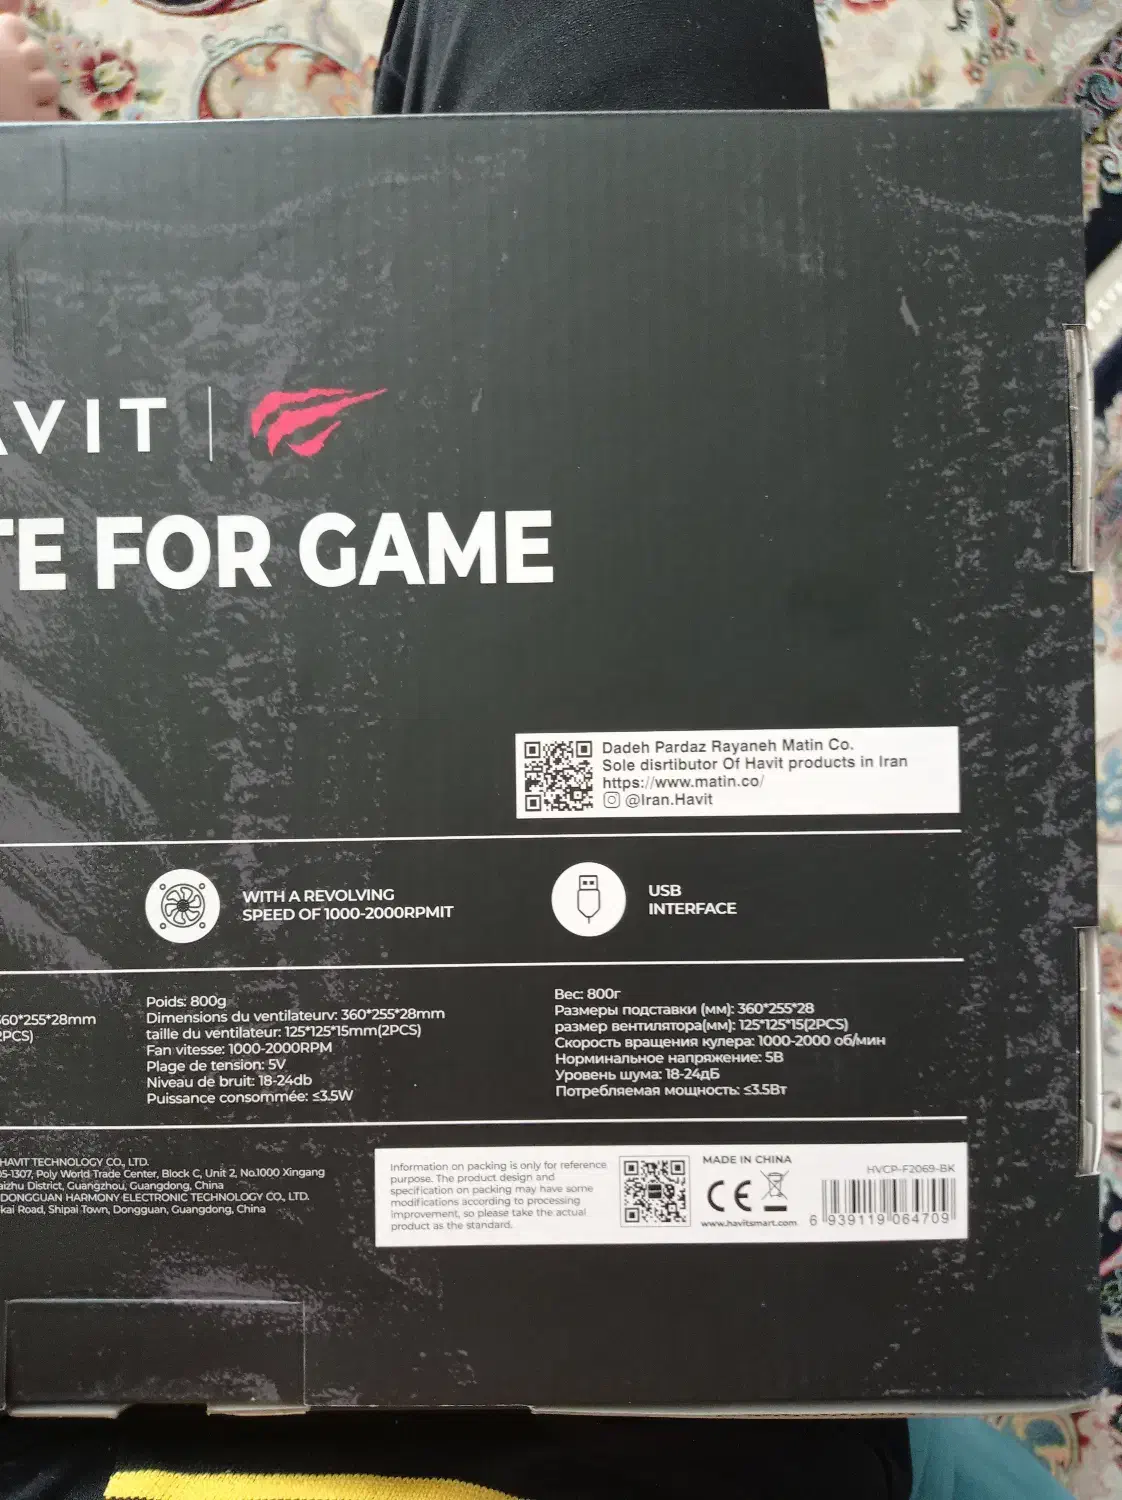 AVIT
TE FOR GAME
Dadeh Pardaz Rayaneh Matin Co.
Sole disrtibutor Of Havit products in Iran
https://www.matin.co/
@Iran.Havit
WITH A REVOLVING
SPEED OF 1000-2000RPMIT
USB
INTERFACE
360*255*28mm
2PCS)
Poids: 800g
Dimensions du ventilateurv: 360*255*28mm
taille du ventilateur: 125*125*15mm(2PCS)
Fan vitesse: 1000-2000RPM
Plage de tension: 5V
Niveau de bruit: 18-24db
Puissance consommée: ≤3.5W
Вес: 800г
Размеры подставки (мм): 360*255*28
размер вентилятора(мм): 125*125*15(2PCS)
Скорость вращения кулера: 1000-2000 об/мин
Норминальное напряжение: 5В
Уровень шума: 18-24дБ
Потребляемая мощность: ≤3.5Вт
HAVIT TECHNOLOGY CO., LTD.
05-1307, Poly World Trade Center, Block C, Unit 2, No.1000 Xingang
aizhu District, Guangzhou, Guangdong, China
DONGGUAN HARMONY ELECTRONIC TECHNOLOGY CO., LTD.
kai Road, Shipai Town, Dongguan, Guangdong, China
Information on packing is only for reference
purpose. The product design and
specification on packing may have some
modifications according to processing
improvement, so please take the actual
product as the standard.
MADE IN CHINA
CE
www.havitsmart.com
HVCP-F2069-BK
6 939119 064709